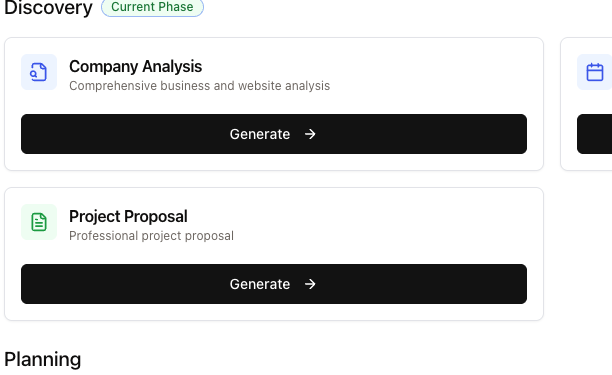 Discovery Current Phase
Company Analysis
Comprehensive business and website analysis
Generate →
Project Proposal
Professional project proposal
Generate →
Planning